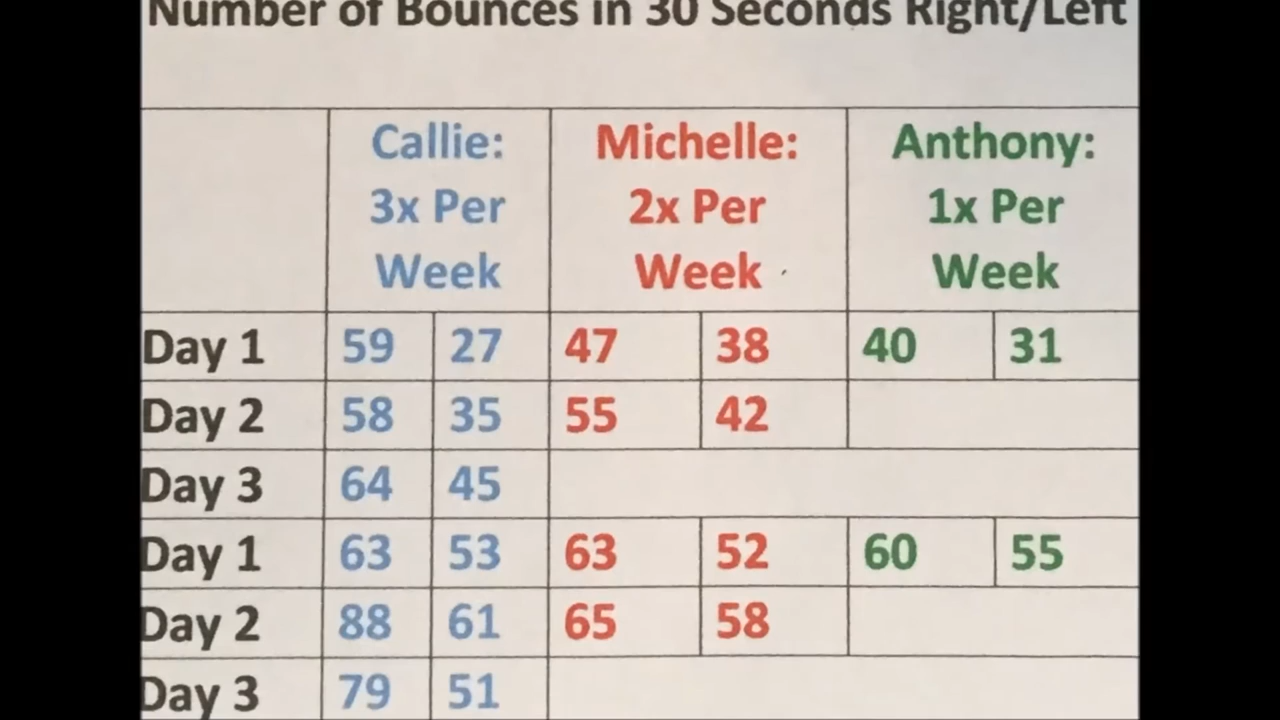 Number of Bounces in 30 Seconds Right/Left
Callie: Michelle: Anthony:
3x Per 2x Per 1x Per
Week Week Week
Day 1 59 27 47 38 40 31
Day 2 58 35 55 42
Day 3 64 45
Day 1 63 53 63 52 60 55
Day 2 88 61 65 58
Day 3 79 51